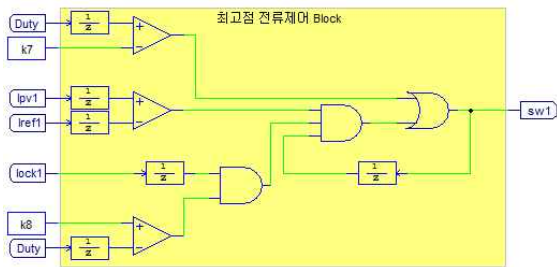 최고점 전류제어 Block
Duty
1
z
+
k7
−
Ipv1
1
z
+
Iref1
1
z
−
sw1
lock1
1
z
1
z
k8
+
Duty
1
z
−